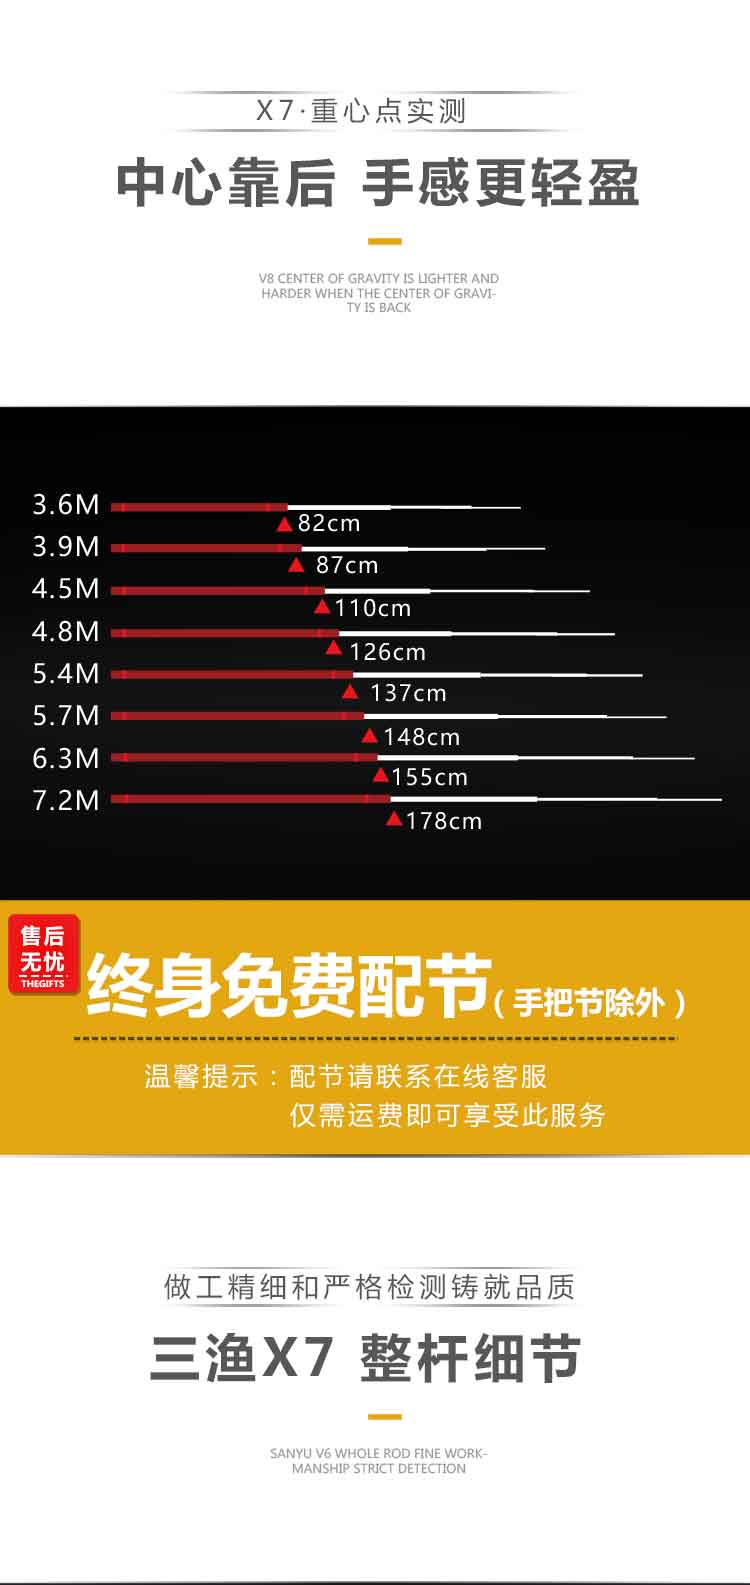 X7·重心点实测
中心靠后 手感更轻盈
V8 CENTER OF GRAVITY IS LIGHTER AND
HARDER WHEN THE CENTER OF GRAVI-
TY IS BACK
3.6M
82cm
3.9M
87cm
4.5M
110cm
4.8M
126cm
5.4M
137cm
5.7M
148cm
6.3M
155cm
7.2M
178cm
售后
无忧
THEGIFTS
终身免费配节(手把节除外)
温馨提示:配节请联系在线客服
仅需运费即可享受此服务
做工精细和严格检测铸就品质
三渔X7 整杆细节
SANYU V6 WHOLE ROD FINE WORK-
MANSHIP STRICT DETECTION